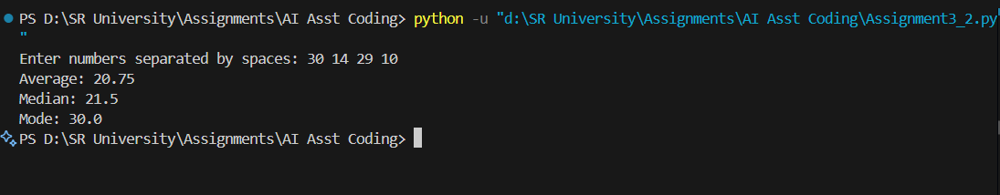 PS D:\SR University\Assignments\AI Asst Coding> python -u "d:\SR University\Assignments\AI Asst Coding\Assignment3_2.py
"
Enter numbers separated by spaces: 30 14 29 10
Average: 20.75
Median: 21.5
Mode: 30.0
PS D:\SR University\Assignments\AI Asst Coding>